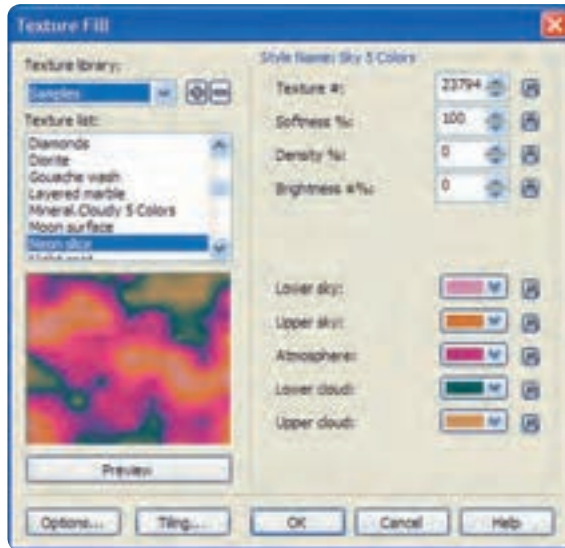 Texture Fill
Texture library:
Samples
Texture list:
Diamonds
Diorite
Gouache wash
Layered marble
Mineral.Cloudy 5 Colors
Moon surface
Neon slice
Preview
Style Name: Sky 5 Colors
Texture #: 23794
Softness %: 100
Density %: 0
Brightness ±%: 0
Lower sky:
Upper sky:
Atmosphere:
Lower cloud:
Upper cloud:
Options... Tiling... OK Cancel Help